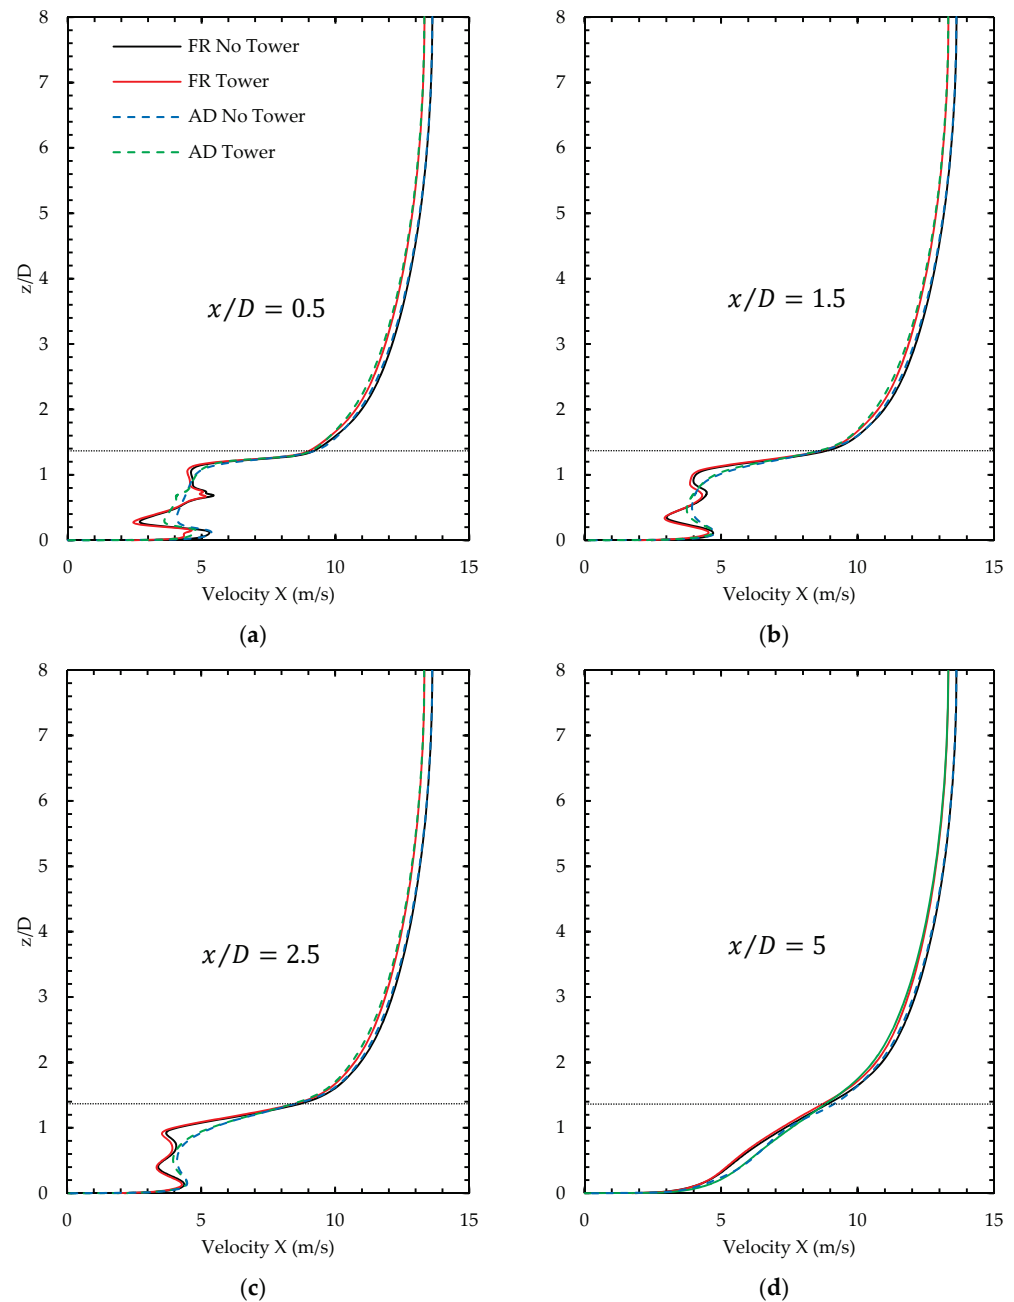 8
7
6
5
4
3
2
1
0
z/D
FR No Tower
FR Tower
AD No Tower
AD Tower
x/D = 0.5
0 5 10 15
Velocity X (m/s)
(a)
8
7
6
5
4
3
2
1
0
x/D = 1.5
0 5 10 15
Velocity X (m/s)
(b)
8
7
6
5
4
3
2
1
0
z/D
x/D = 2.5
0 5 10 15
Velocity X (m/s)
(c)
8
7
6
5
4
3
2
1
0
x/D = 5
0 5 10 15
Velocity X (m/s)
(d)